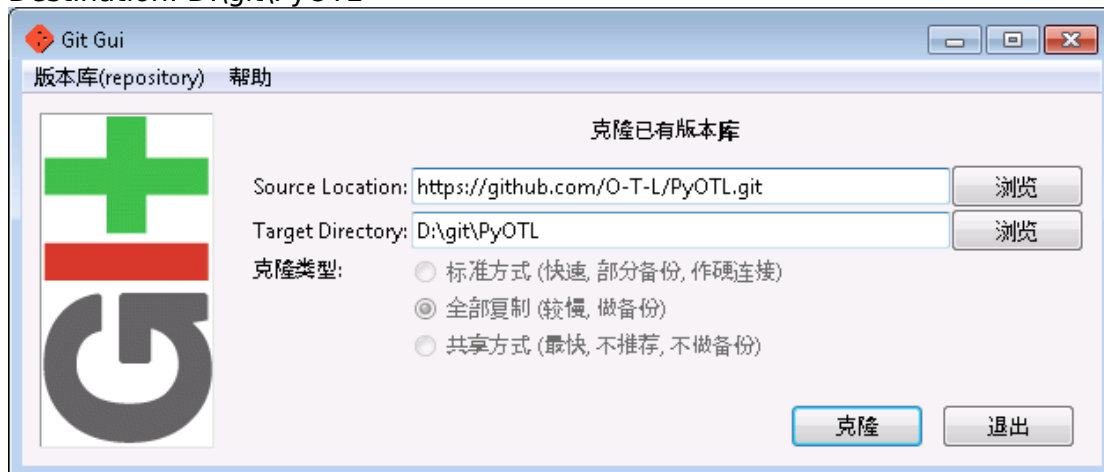 Git Gui
版本库(repository) 帮助
克隆已有版本库
Source Location: https://github.com/O-T-L/PyOTL.git 浏览
Target Directory: D:\git\PyOTL 浏览
克隆类型: 标准方式 (快速, 部分备份, 作硬连接)
全部复制 (较慢, 做备份)
共享方式 (最快, 不推荐, 不做备份)
GIT
克隆 退出